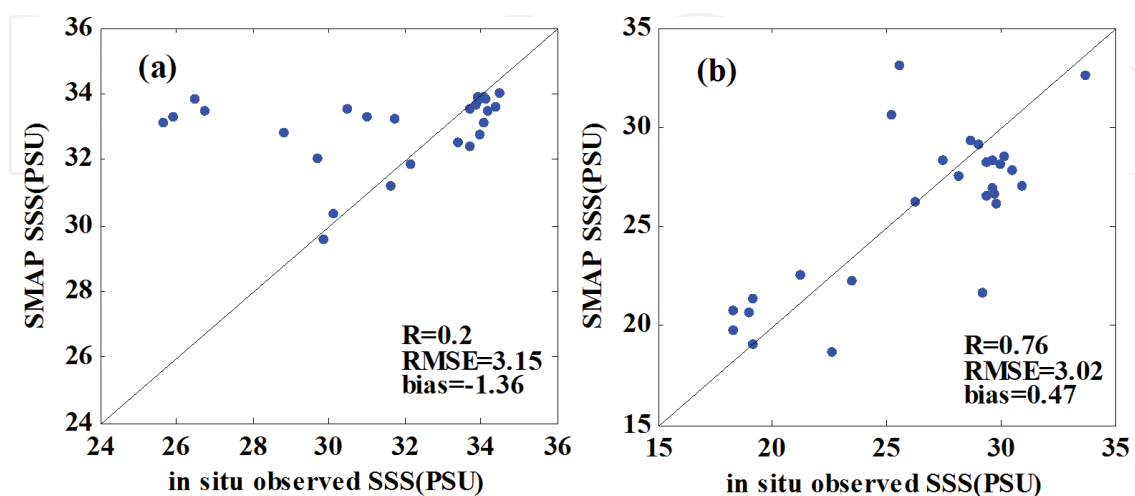 36
34
32
30
28
26
24
24 26 28 30 32 34 36
SMAP SSS(PSU)
in situ observed SSS(PSU)
(a)
R=0.2
RMSE=3.15
bias=-1.36
35
30
25
20
15
15 20 25 30 35
SMAP SSS(PSU)
in situ observed SSS(PSU)
(b)
R=0.76
RMSE=3.02
bias=0.47